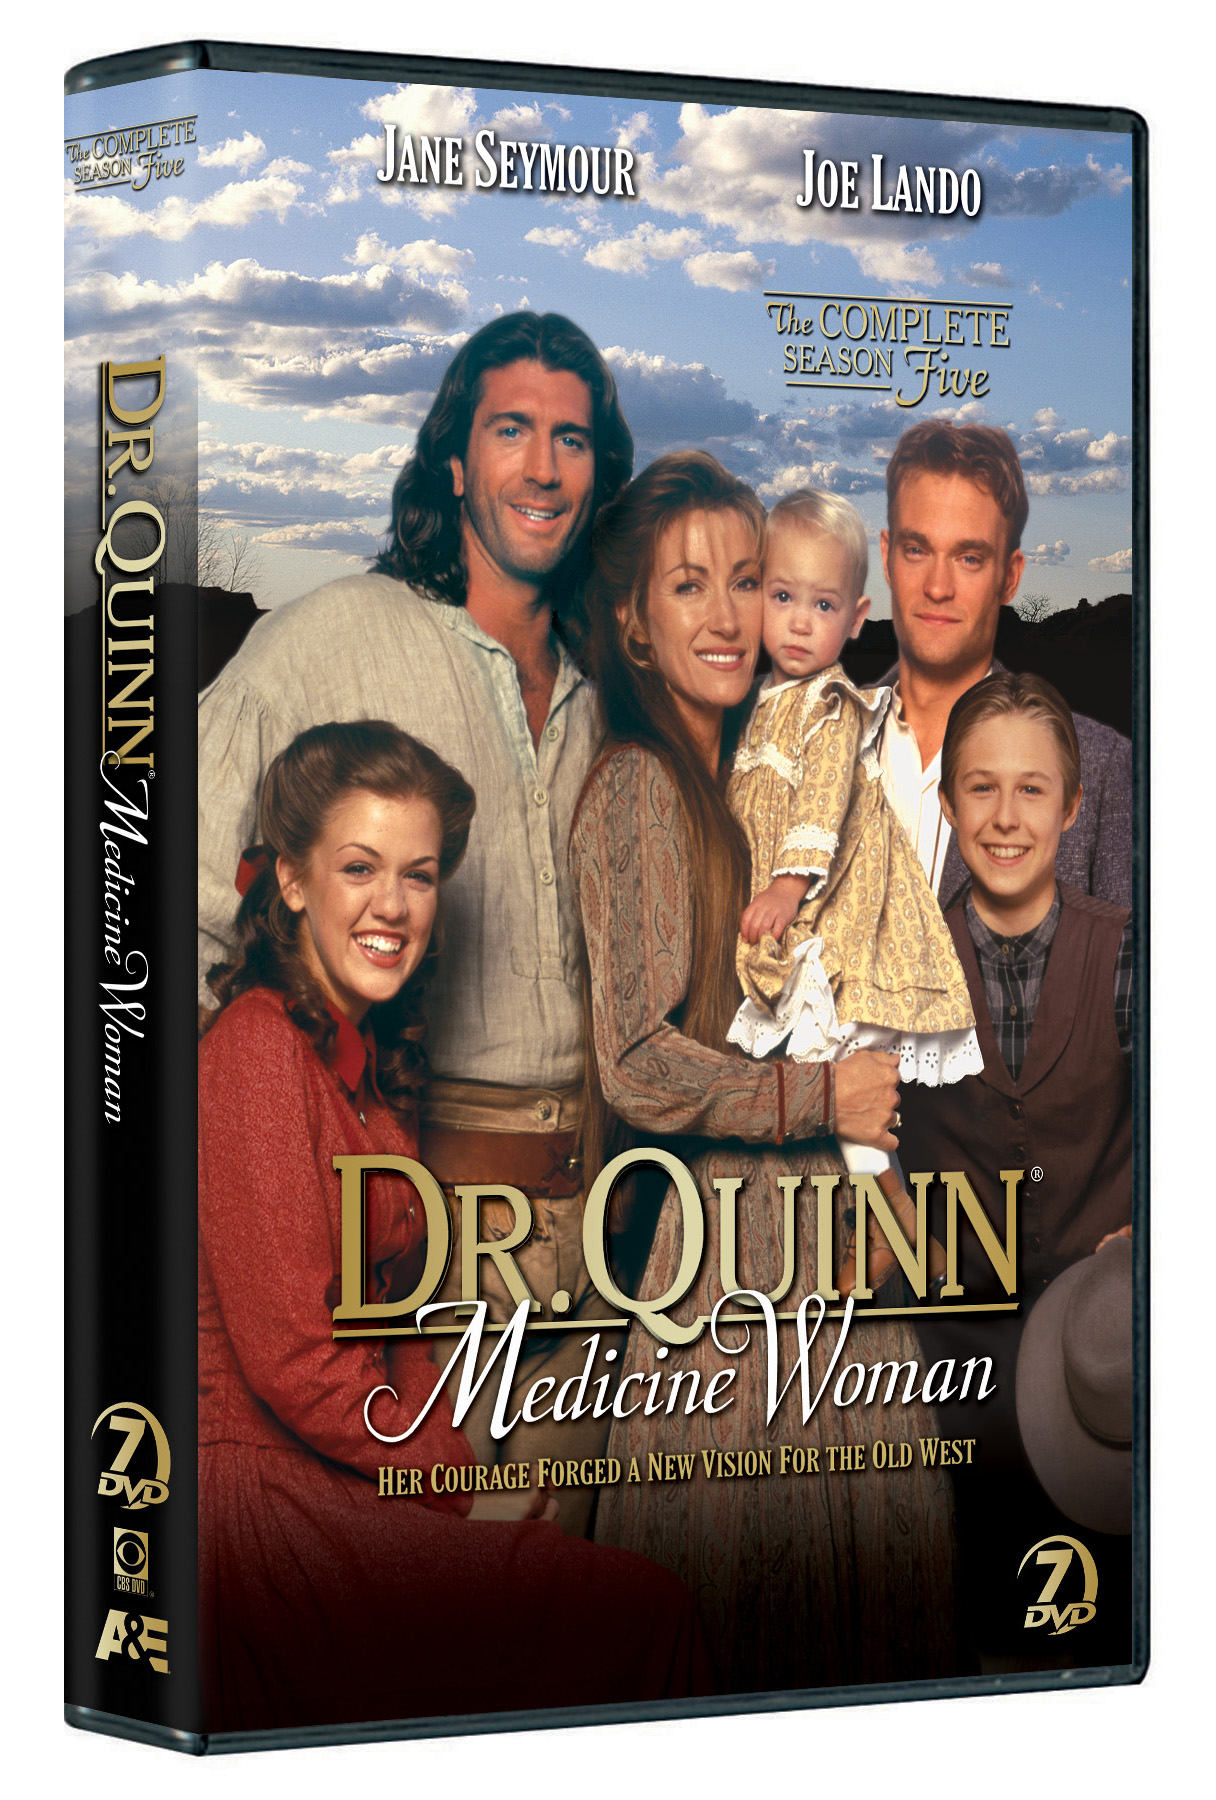 The COMPLETE
SEASON Five
DR. QUINN®
Medicine Woman
7
DVD
CBS DVD
A&E
JANE SEYMOUR
JOE LANDO
The COMPLETE
SEASON Five
DR. QUINN®
Medicine Woman
HER COURAGE FORGED A NEW VISION FOR THE OLD WEST
7
DVD